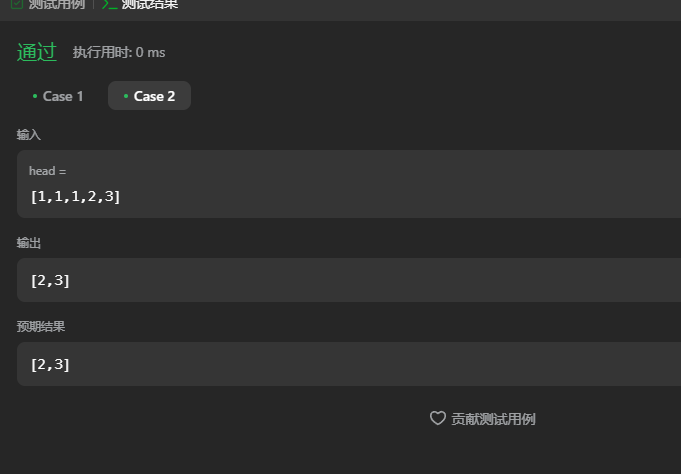 测试用例 测试结果
通过 执行用时: 0 ms
Case 1 Case 2
输入
head =
[1,1,1,2,3]
输出
[2,3]
预期结果
[2,3]
贡献测试用例